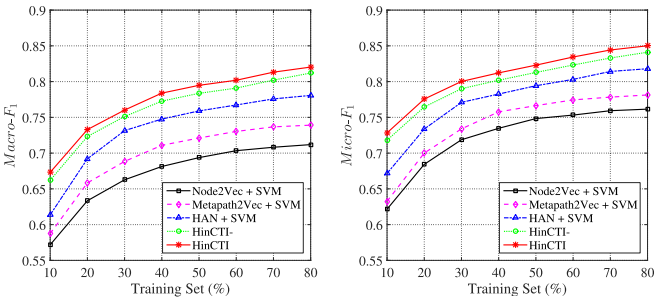 0.9
0.85
0.8
0.75
0.7
0.65
0.6
0.55
Macro-F1
10 20 30 40 50 60 70 80
Training Set (%)
Node2Vec + SVM
Metapath2Vec + SVM
HAN + SVM
HinCTI-
HinCTI
0.9
0.85
0.8
0.75
0.7
0.65
0.6
0.55
Micro-F1
10 20 30 40 50 60 70 80
Training Set (%)
Node2Vec + SVM
Metapath2Vec + SVM
HAN + SVM
HinCTI-
HinCTI